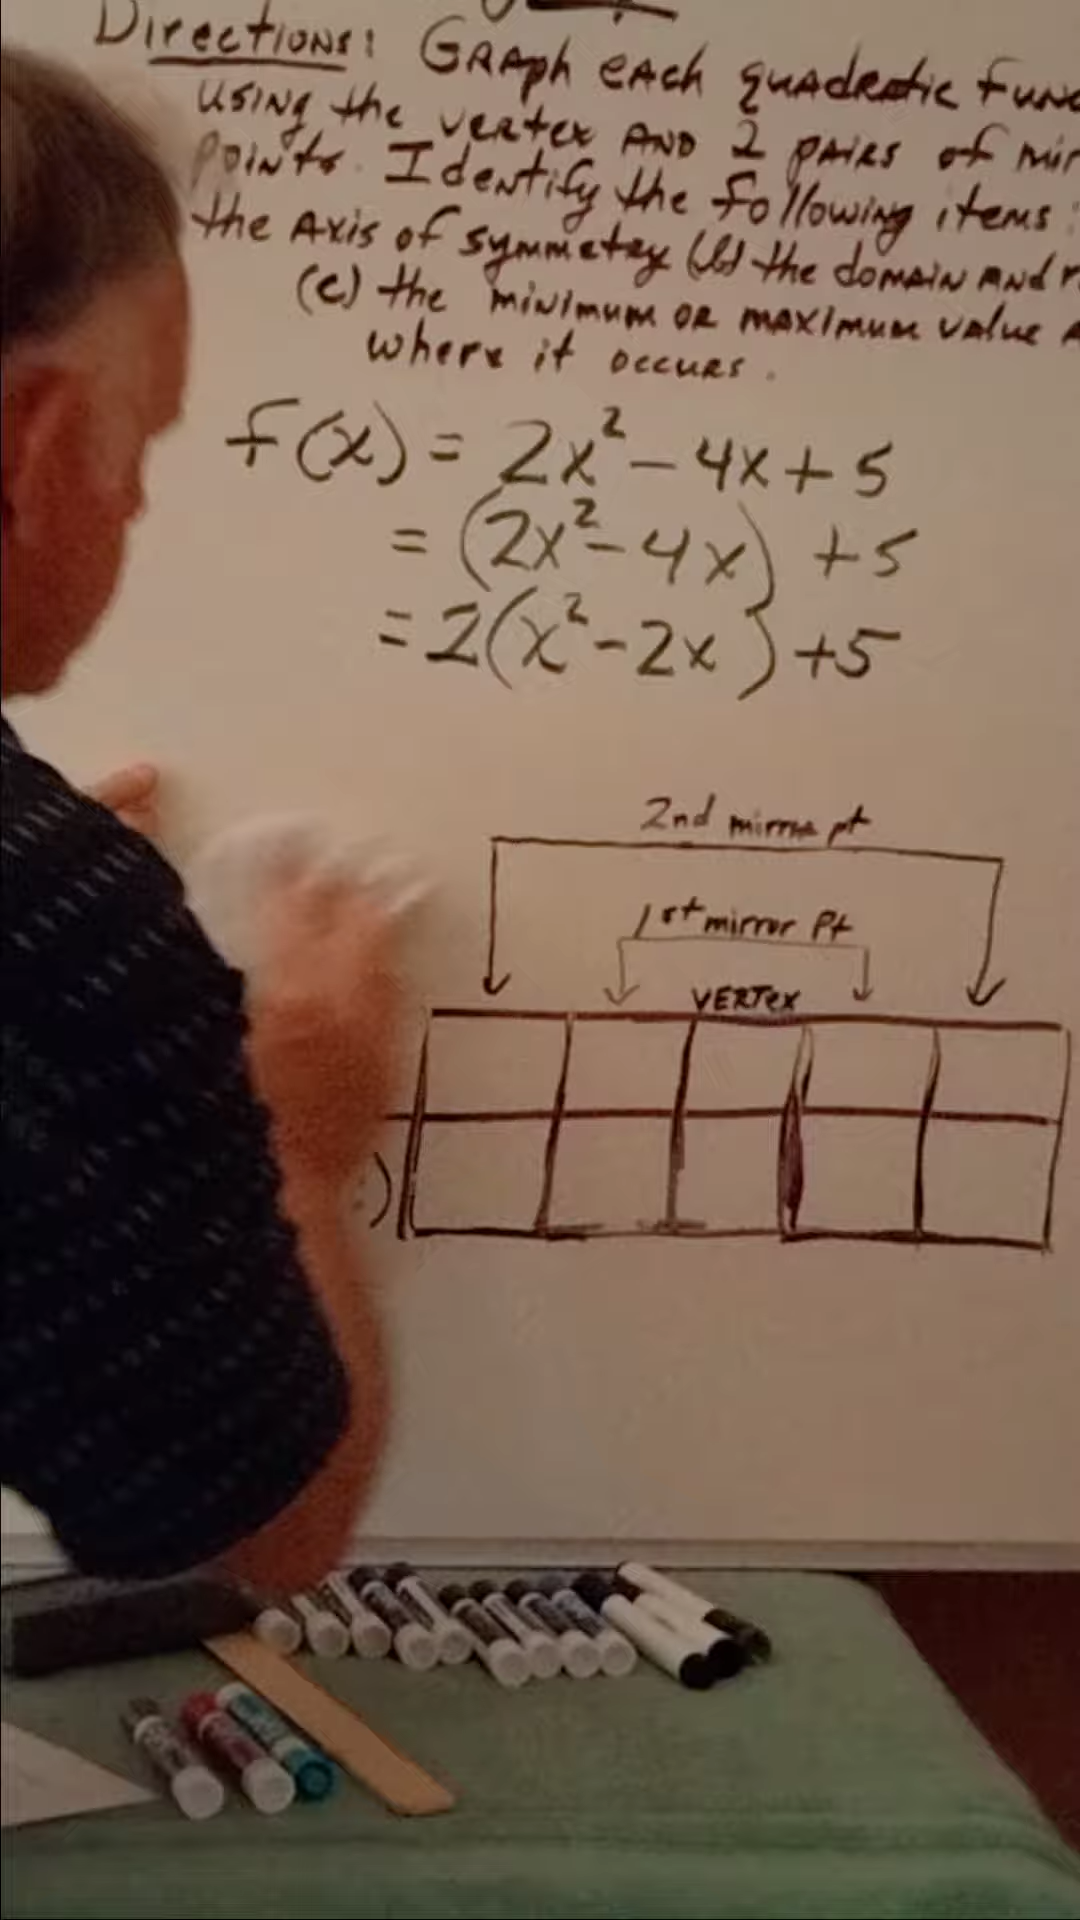 Directions: Graph each quadratic
using the vertex and 2 pairs of
points. Identify the following items:
the axis of symmetry (b) the domain and
(c) the minimum or maximum value
where it occurs.
f(x) = 2x² - 4x + 5
= (2x² - 4x) + 5
= 2(x² - 2x ) + 5
2nd mirror pt
1st mirror Pt
VERTEX
)